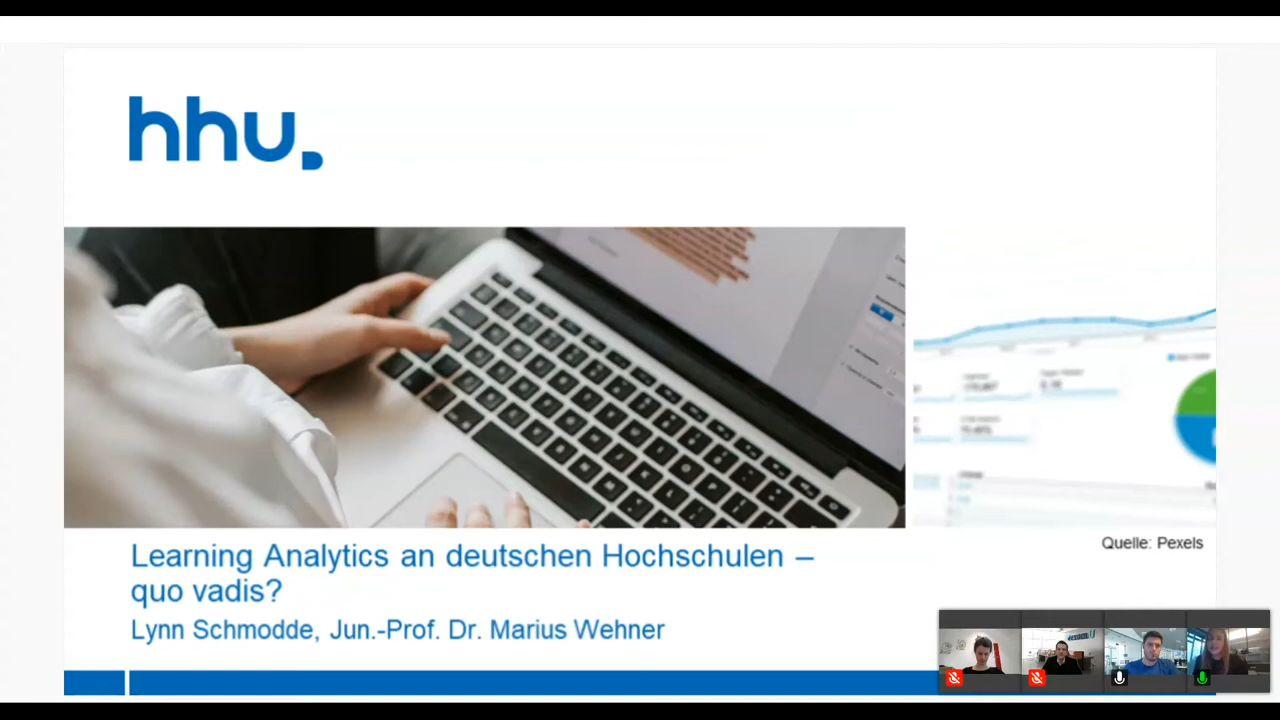 hhu.
Learning Analytics an deutschen Hochschulen –
quo vadis?
Lynn Schmodde, Jun.-Prof. Dr. Marius Wehner
Quelle: Pexels